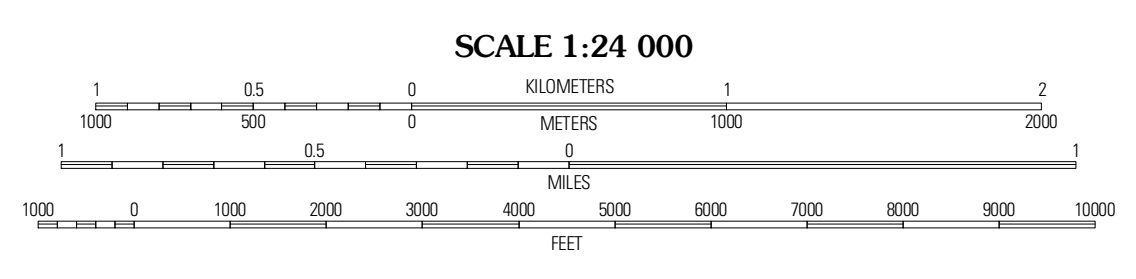 SCALE 1:24 000
1 0.5 0 KILOMETERS 1 2
1000 500 0 METERS 1000 2000
1 0.5 0 1
MILES
1000 0 1000 2000 3000 4000 5000 6000 7000 8000 9000 10000
FEET